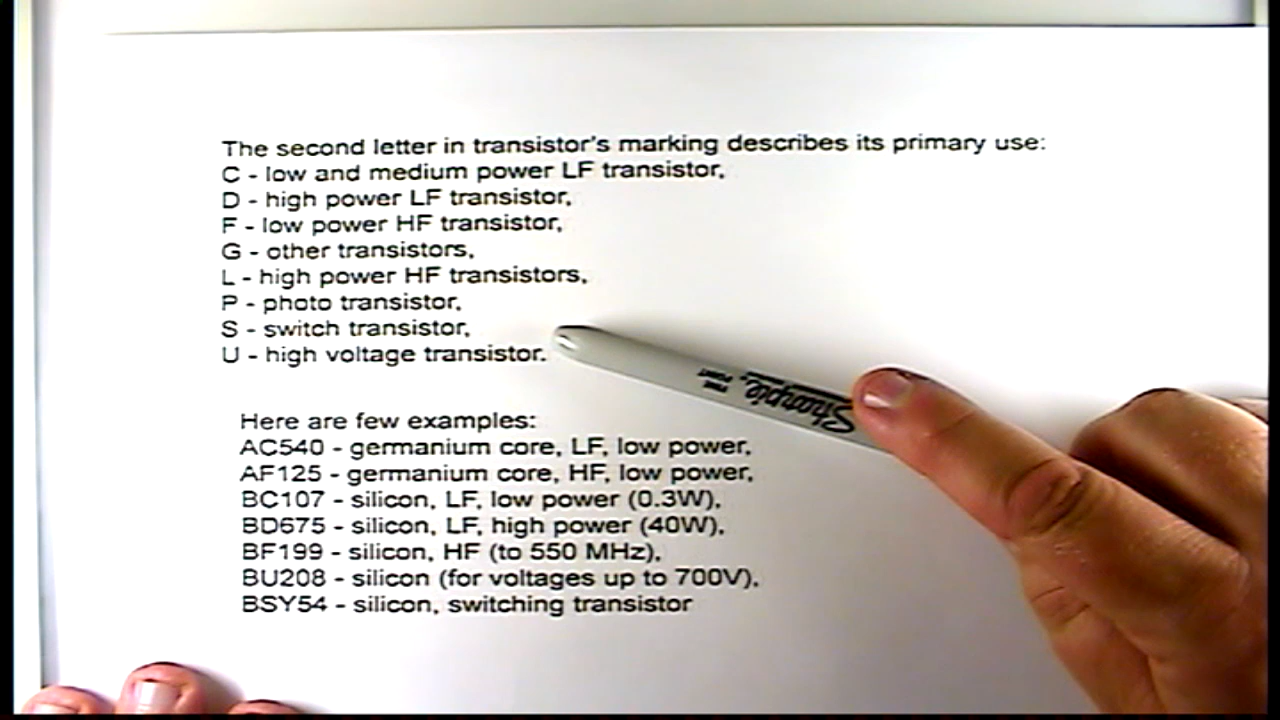 The second letter in transistor's marking describes its primary use:
C - low and medium power LF transistor,
D - high power LF transistor,
F - low power HF transistor,
G - other transistors,
L - high power HF transistors,
P - photo transistor,
S - switch transistor,
U - high voltage transistor.
Sharpie
FINE POINT
Here are few examples:
AC540 - germanium core, LF, low power,
AF125 - germanium core, HF, low power,
BC107 - silicon, LF, low power (0.3W),
BD675 - silicon, LF, high power (40W),
BF199 - silicon, HF (to 550 MHz),
BU208 - silicon (for voltages up to 700V),
BSY54 - silicon, switching transistor